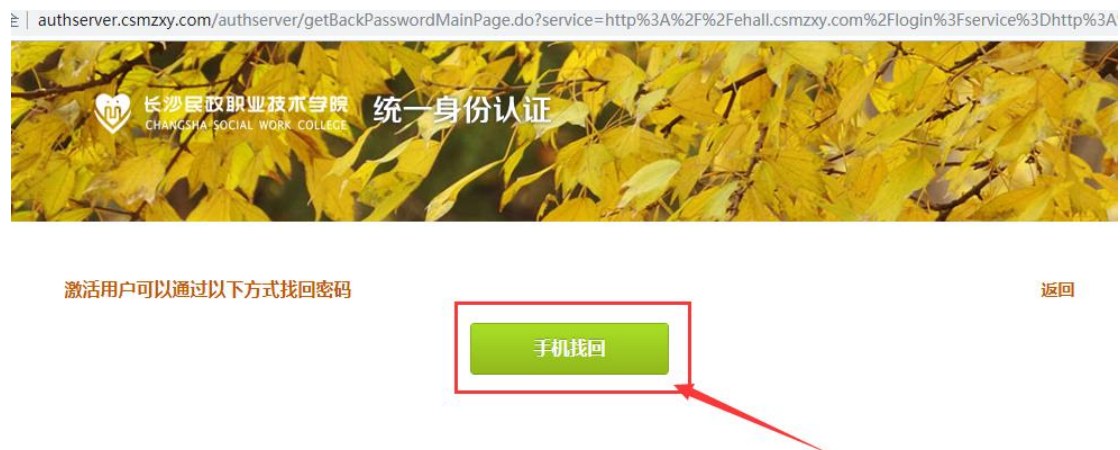 全 | authserver.csmzxy.com/authserver/getBackPasswordMainPage.do?service=http%3A%2F%2Fehall.csmzxy.com%2Flogin%3Fservice%3Dhttp%3A
长沙民政职业技术学院 统一身份认证
CHANGSHA SOCIAL WORK COLLEGE
激活用户可以通过以下方式找回密码 返回
手机找回